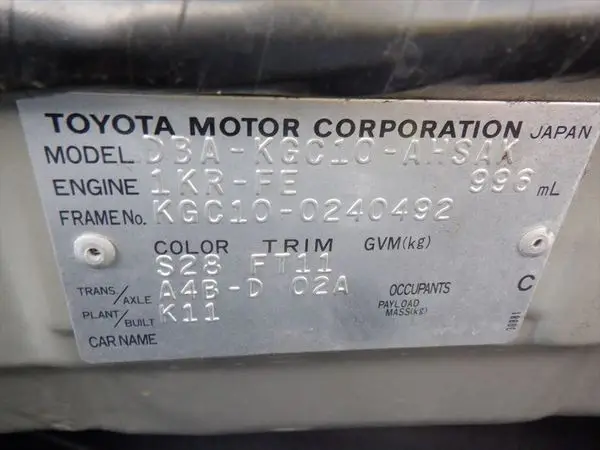 TOYOTA MOTOR CORPORATION JAPAN
MODEL DBA-KGC10-AHSAK
ENGINE 1KR-FE 996 mL
FRAME No. KGC10-0240492
COLOR TRIM GVM(kg)
S28 FT11
TRANS./AXLE A4B-D 02A OCCUPANTS C
PLANT/BUILT K11 PAYLOAD MASS(kg)
CAR NAME